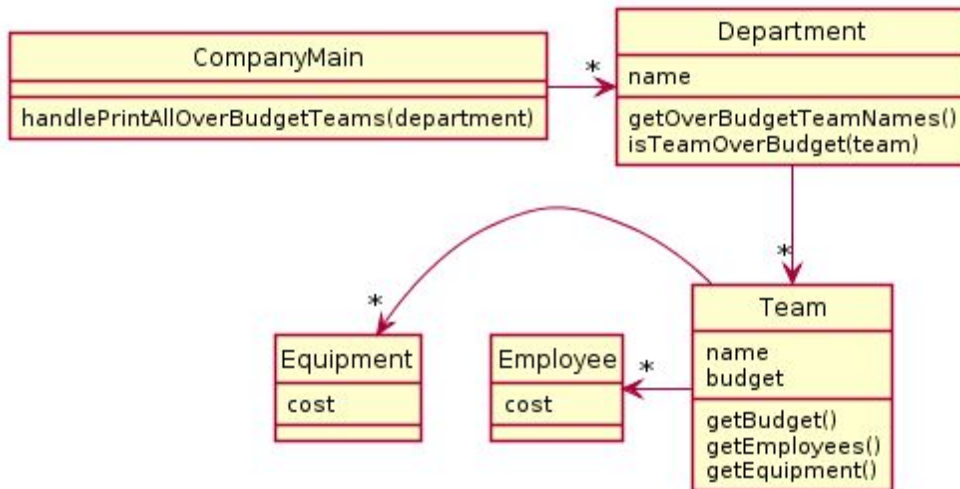 CompanyMain
handlePrintAllOverBudgetTeams(department)
*
Department
name
getOverBudgetTeamNames()
isTeamOverBudget(team)
*
*
Equipment
cost
*
Employee
cost
Team
name
budget
getBudget()
getEmployees()
getEquipment()